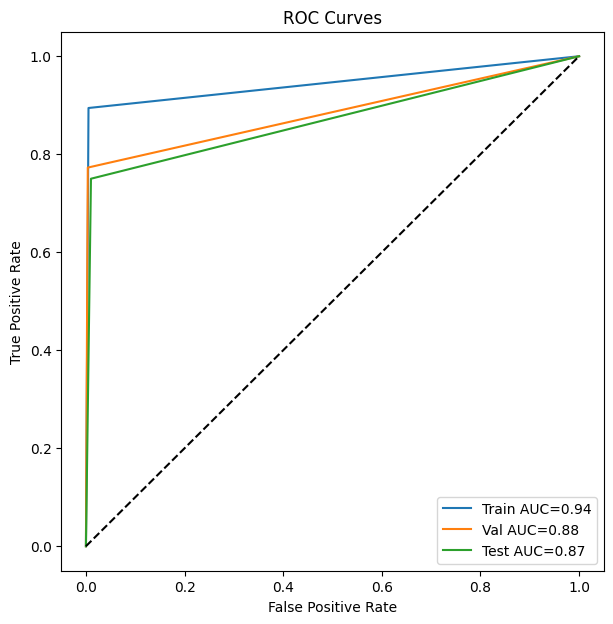 ROC Curves
1.0
0.8
0.6
0.4
0.2
0.0
True Positive Rate
Train AUC=0.94
Val AUC=0.88
Test AUC=0.87
0.0 0.2 0.4 0.6 0.8 1.0
False Positive Rate